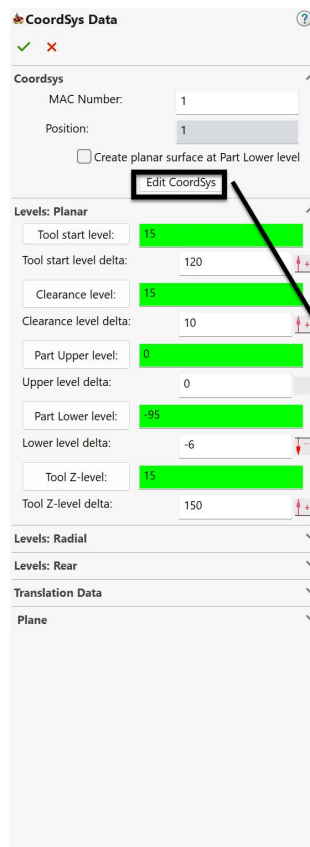 CoordSys Data
?
Coordsys
MAC Number: 1
Position: 1
Create planar surface at Part Lower level
Edit CoordSys
Levels: Planar
Tool start level: 15
Tool start level delta: 120
Clearance level: 15
Clearance level delta: 10
Part Upper level: 0
Upper level delta: 0
Part Lower level: -95
Lower level delta: -6
Tool Z-level: 15
Tool Z-level delta: 150
Levels: Radial
Levels: Rear
Translation Data
Plane